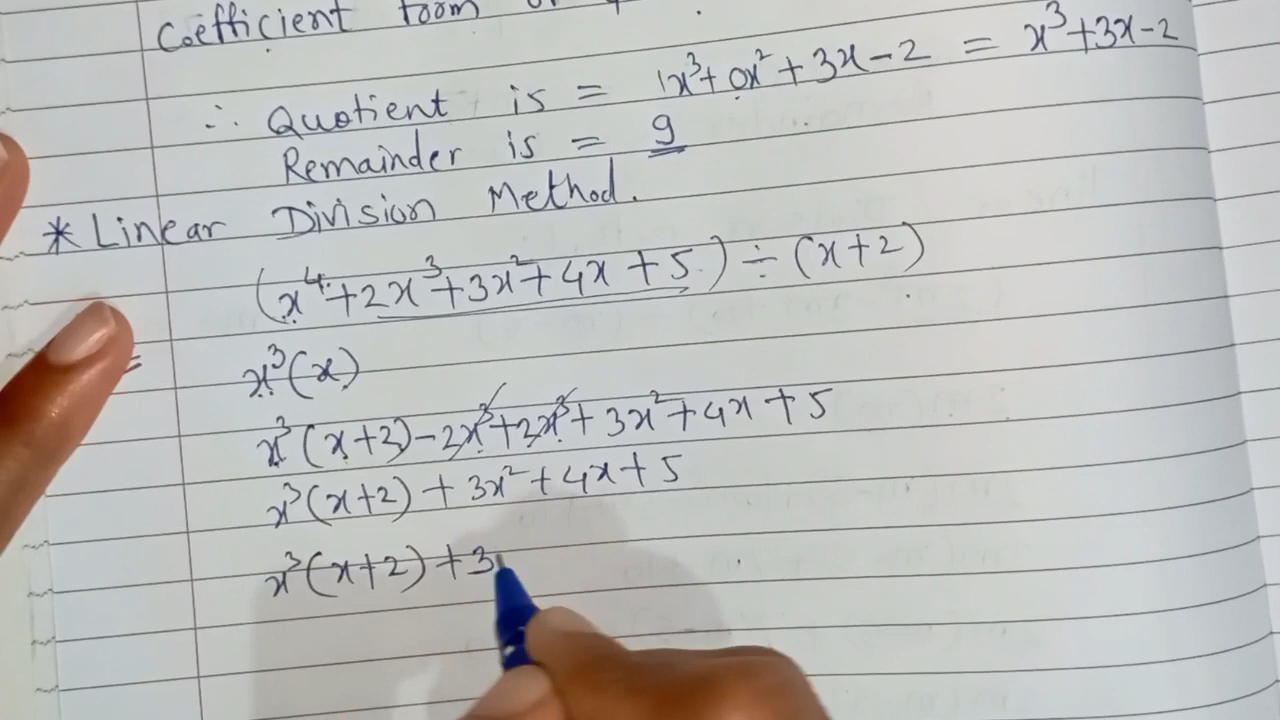 Coefficient form of
∴ Quotient is = 1x³ + 0x² + 3x - 2 = x³ + 3x - 2
Remainder is = 9
* Linear Division Method.
(x⁴ + 2x³ + 3x² + 4x + 5) ÷ (x + 2)
= x³(x)
x³(x+2) - 2x³ + 2x³ + 3x² + 4x + 5
x³(x+2) + 3x² + 4x + 5
x³(x+2) + 3